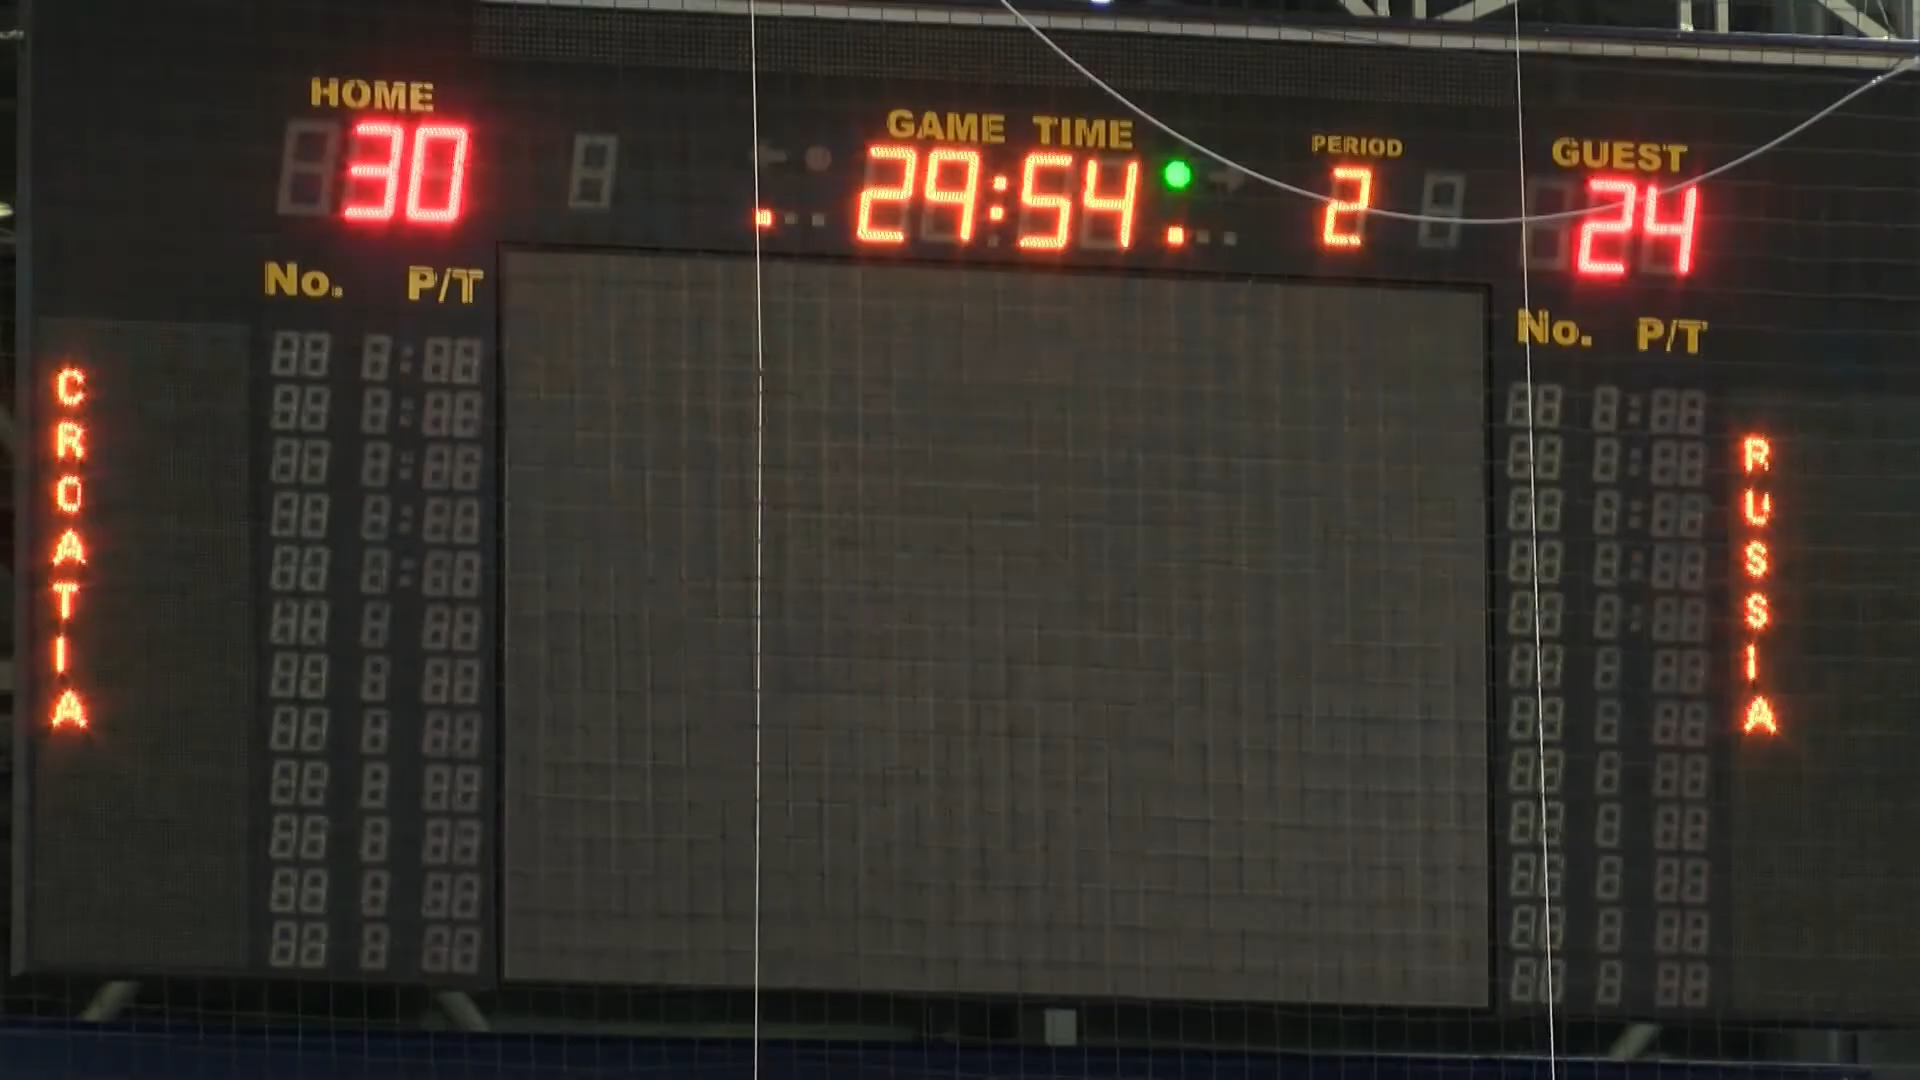 HOME
30
GAME TIME
29:54
PERIOD
2
GUEST
24
No. P/T
No. P/T
CROATIA
RUSSIA